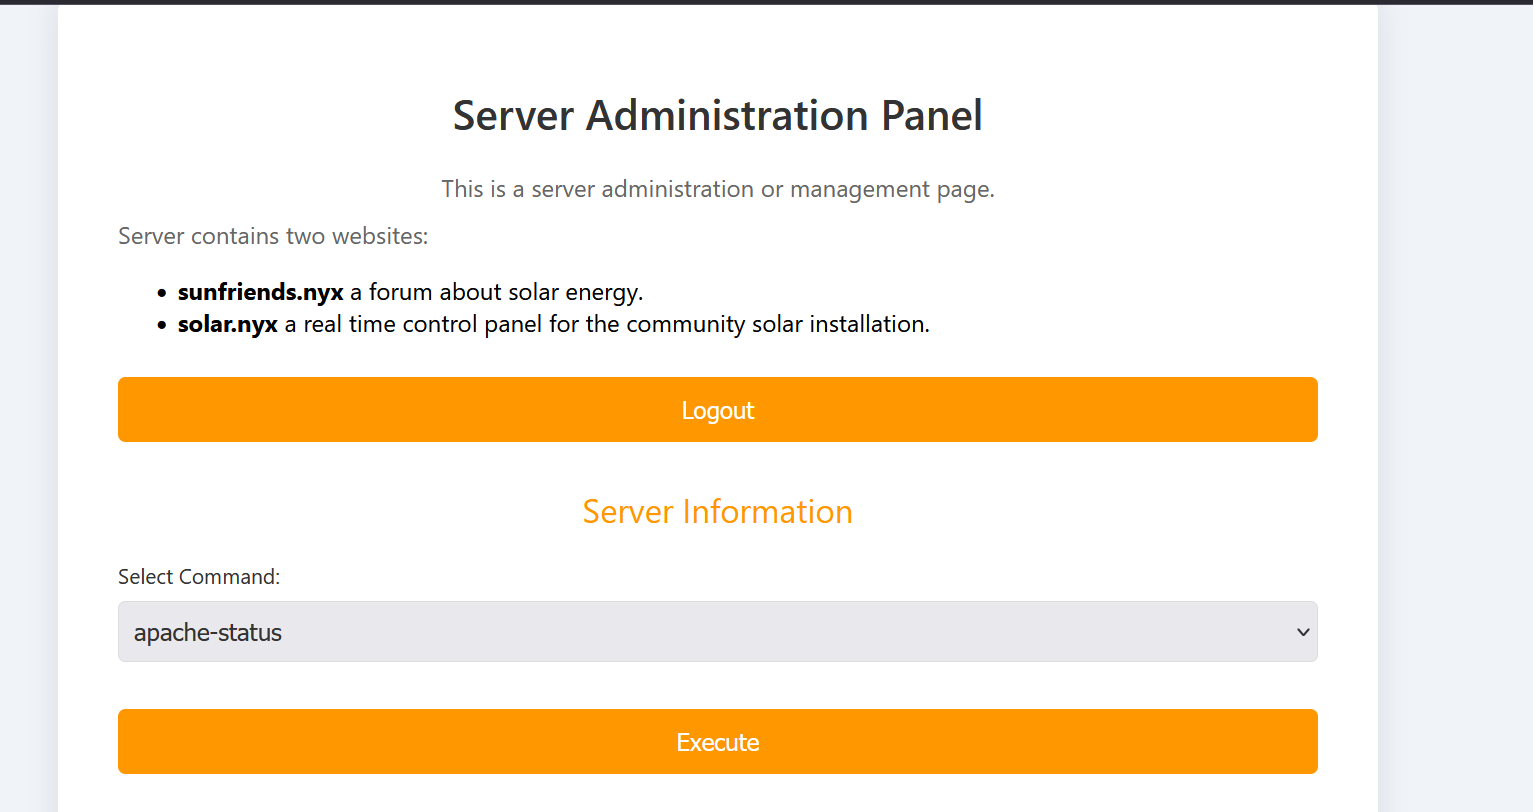 Server Administration Panel
This is a server administration or management page.
Server contains two websites:
sunfriends.nyx a forum about solar energy.
solar.nyx a real time control panel for the community solar installation.
Logout
Server Information
Select Command:
apache-status
Execute